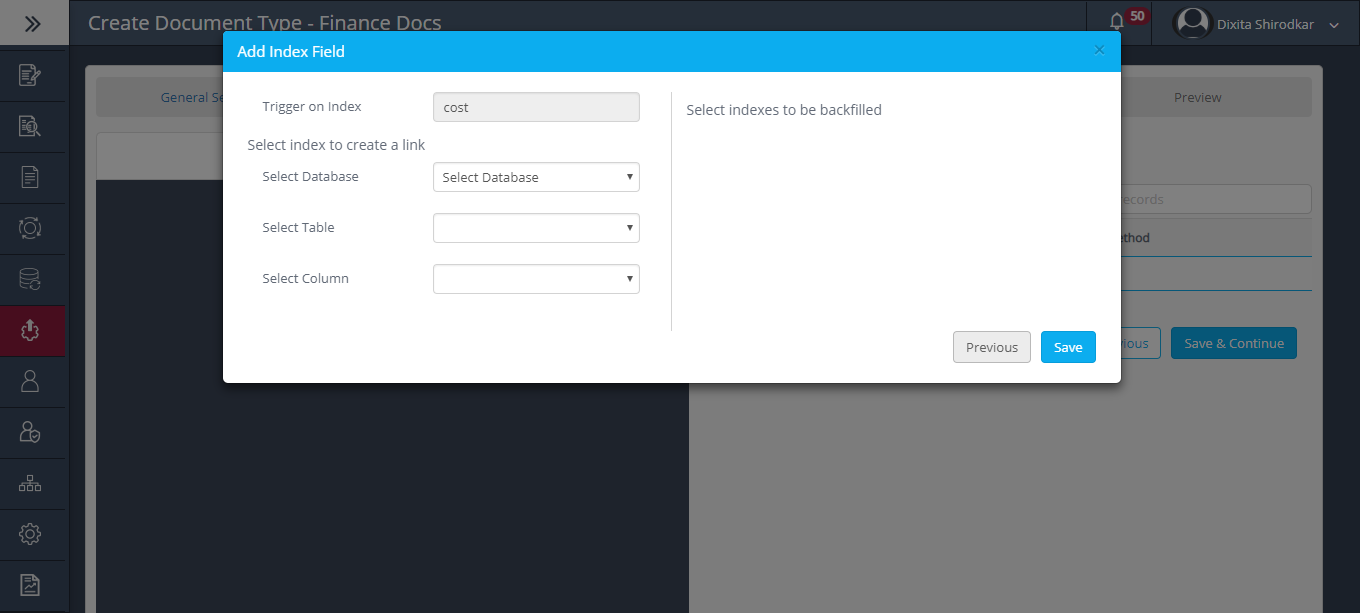 Create Document Type - Finance Docs
50
Dixita Shirodkar
Add Index Field
×
General Se
Preview
Trigger on Index
cost
Select indexes to be backfilled
Select index to create a link
Select Database
Select Database
ecords
Select Table
ethod
Select Column
Previous
Save
ious
Save & Continue